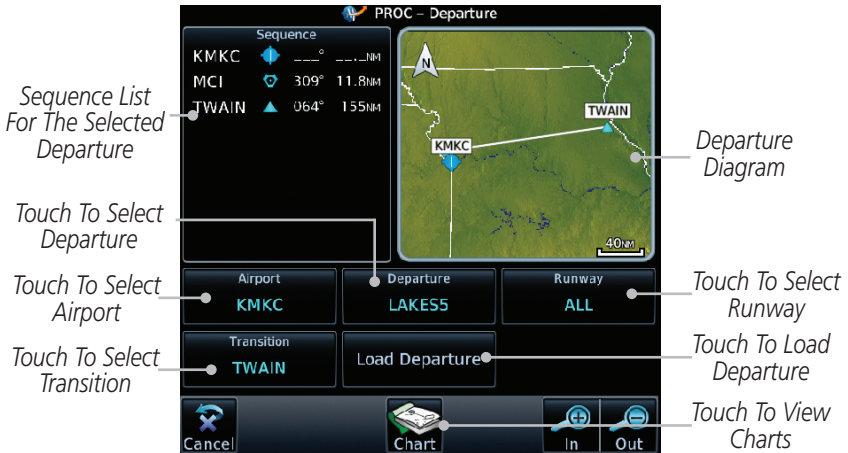 PROC – Departure
Sequence
KMKC ___° __._NM
MCI 309° 11.8NM
TWAIN 064° 155NM
N
TWAIN
KMKC
40NM
Sequence List
For The Selected
Departure
Departure
Diagram
Touch To Select
Departure
Touch To Select
Airport
Airport
KMKC
Departure
LAKES5
Runway
ALL
Touch To Select
Runway
Touch To Select
Transition
Transition
TWAIN
Load Departure
Touch To Load
Departure
Cancel
Chart
In
Out
Touch To View
Charts